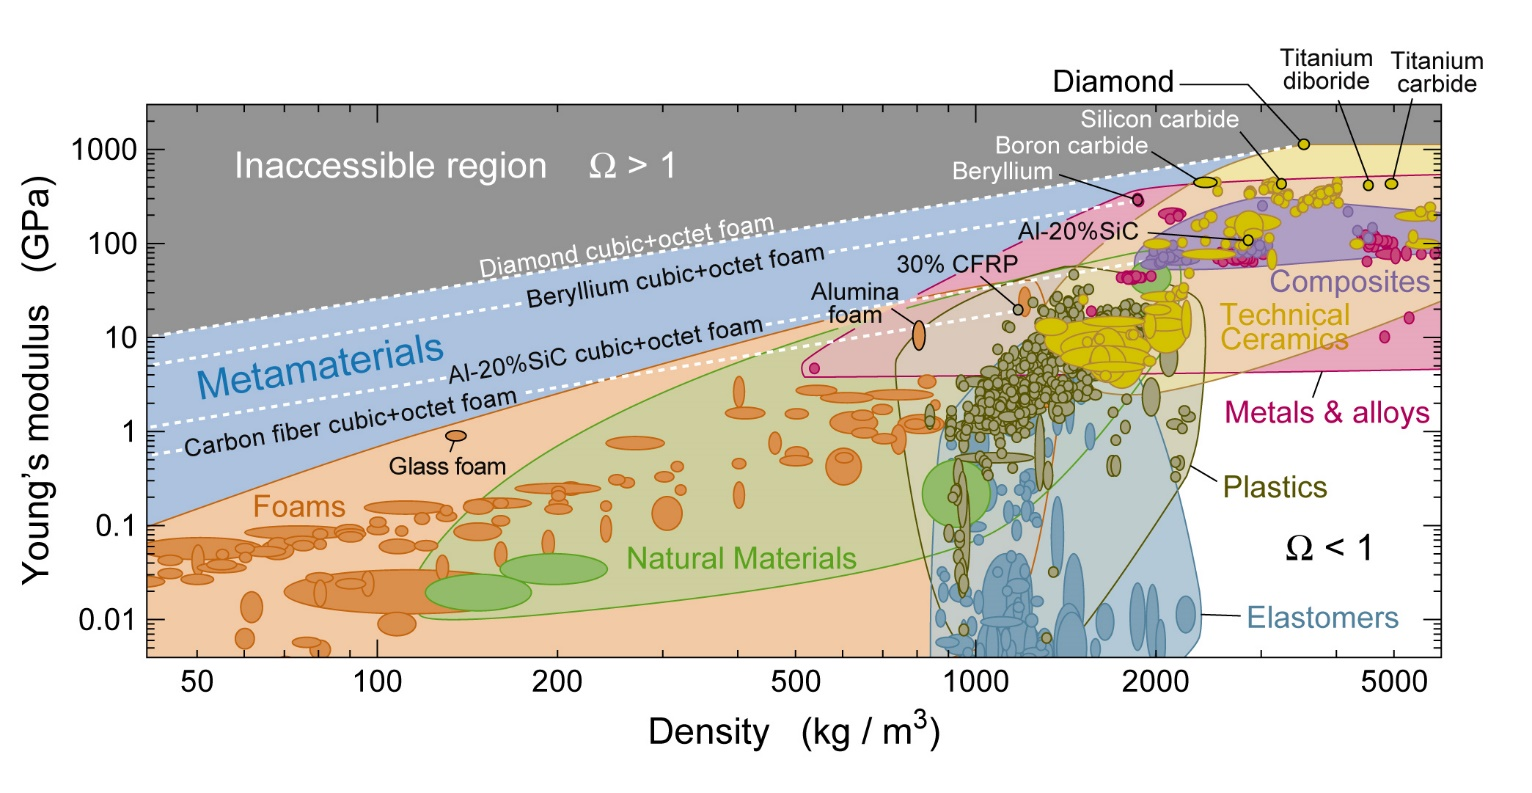 Titanium diboride
Titanium carbide
Diamond
Silicon carbide
Boron carbide
Beryllium
Inaccessible region Ω > 1
Al-20%SiC
30% CFRP
Alumina
foam
Diamond cubic+octet foam
Beryllium cubic+octet foam
Al-20%SiC cubic+octet foam
Carbon fiber cubic+octet foam
Metamaterials
Glass foam
Foams
Natural Materials
Composites
Technical
Ceramics
Metals & alloys
Plastics
Ω < 1
Elastomers
Young's modulus (GPa)
1000
100
10
1
0.1
0.01
50 100 200 500 1000 2000 5000
Density (kg / m³)